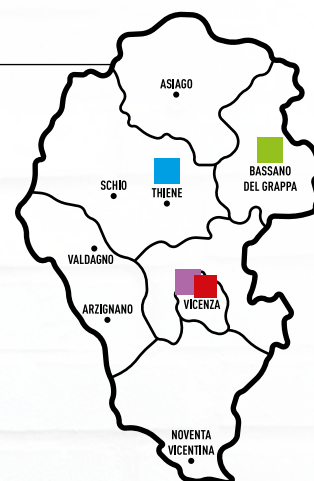 ASIAGO
BASSANO
DEL GRAPPA
SCHIO
THIENE
VALDAGNO
ARZIGNANO
VICENZA
NOVENTA
VICENTINA